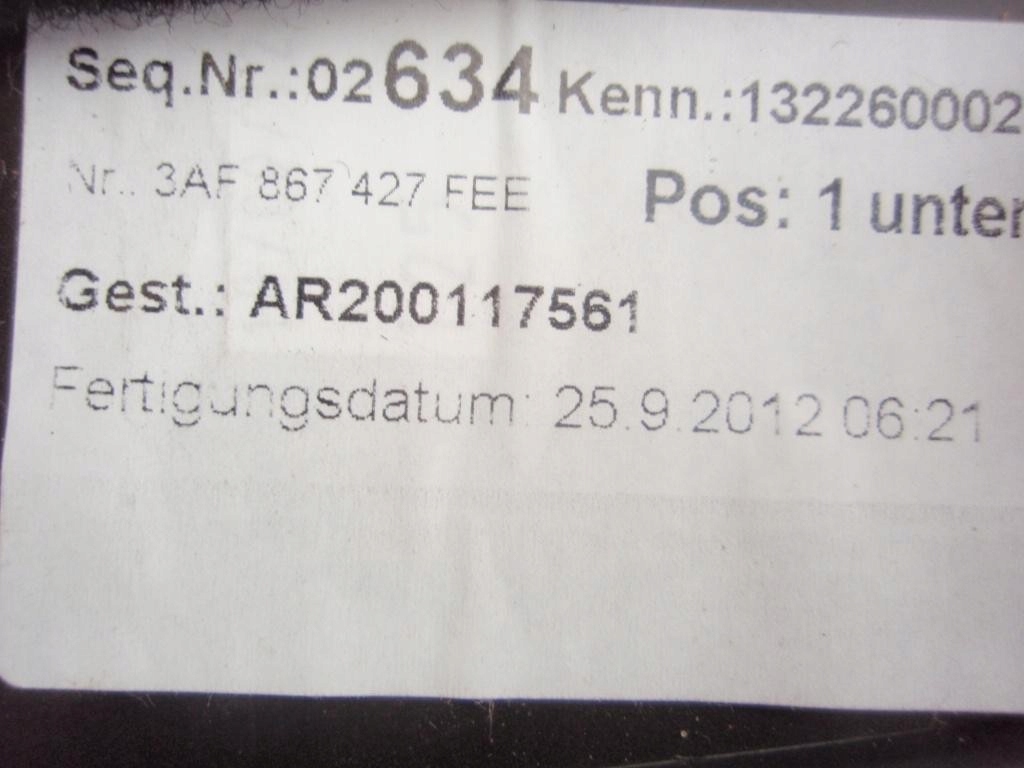 Seq.Nr.:02634 Kenn.:132260002
Nr.: 3AF 867 427 FEE Pos: 1 unter
Gest.: AR200117561
Fertigungsdatum: 25.9.2012 06:21